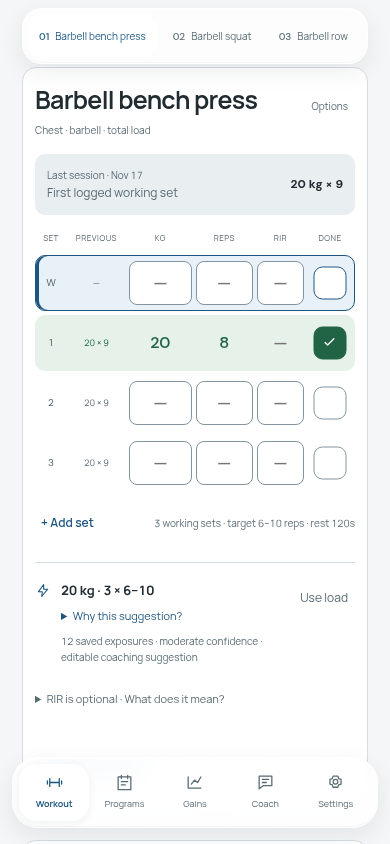 01 Barbell bench press 02 Barbell squat 03 Barbell row
Barbell bench press
Options
Chest · barbell · total load
Last session · Nov 17
First logged working set
20 kg × 9
SET PREVIOUS KG REPS RIR DONE
W — — — —
1 20 × 9 20 8 —
2 20 × 9 — — —
3 20 × 9 — — —
+ Add set 3 working sets · target 6–10 reps · rest 120s
20 kg · 3 × 6–10
Use load
Why this suggestion?
12 saved exposures · moderate confidence ·
editable coaching suggestion
RIR is optional · What does it mean?
Workout Programs Gains Coach Settings